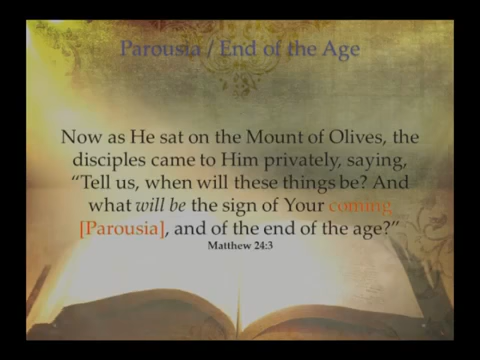 Parousia / End of the Age
Now as He sat on the Mount of Olives, the
disciples came to Him privately, saying,
“Tell us, when will these things be? And
what will be the sign of Your coming
[Parousia], and of the end of the age?”
Matthew 24:3